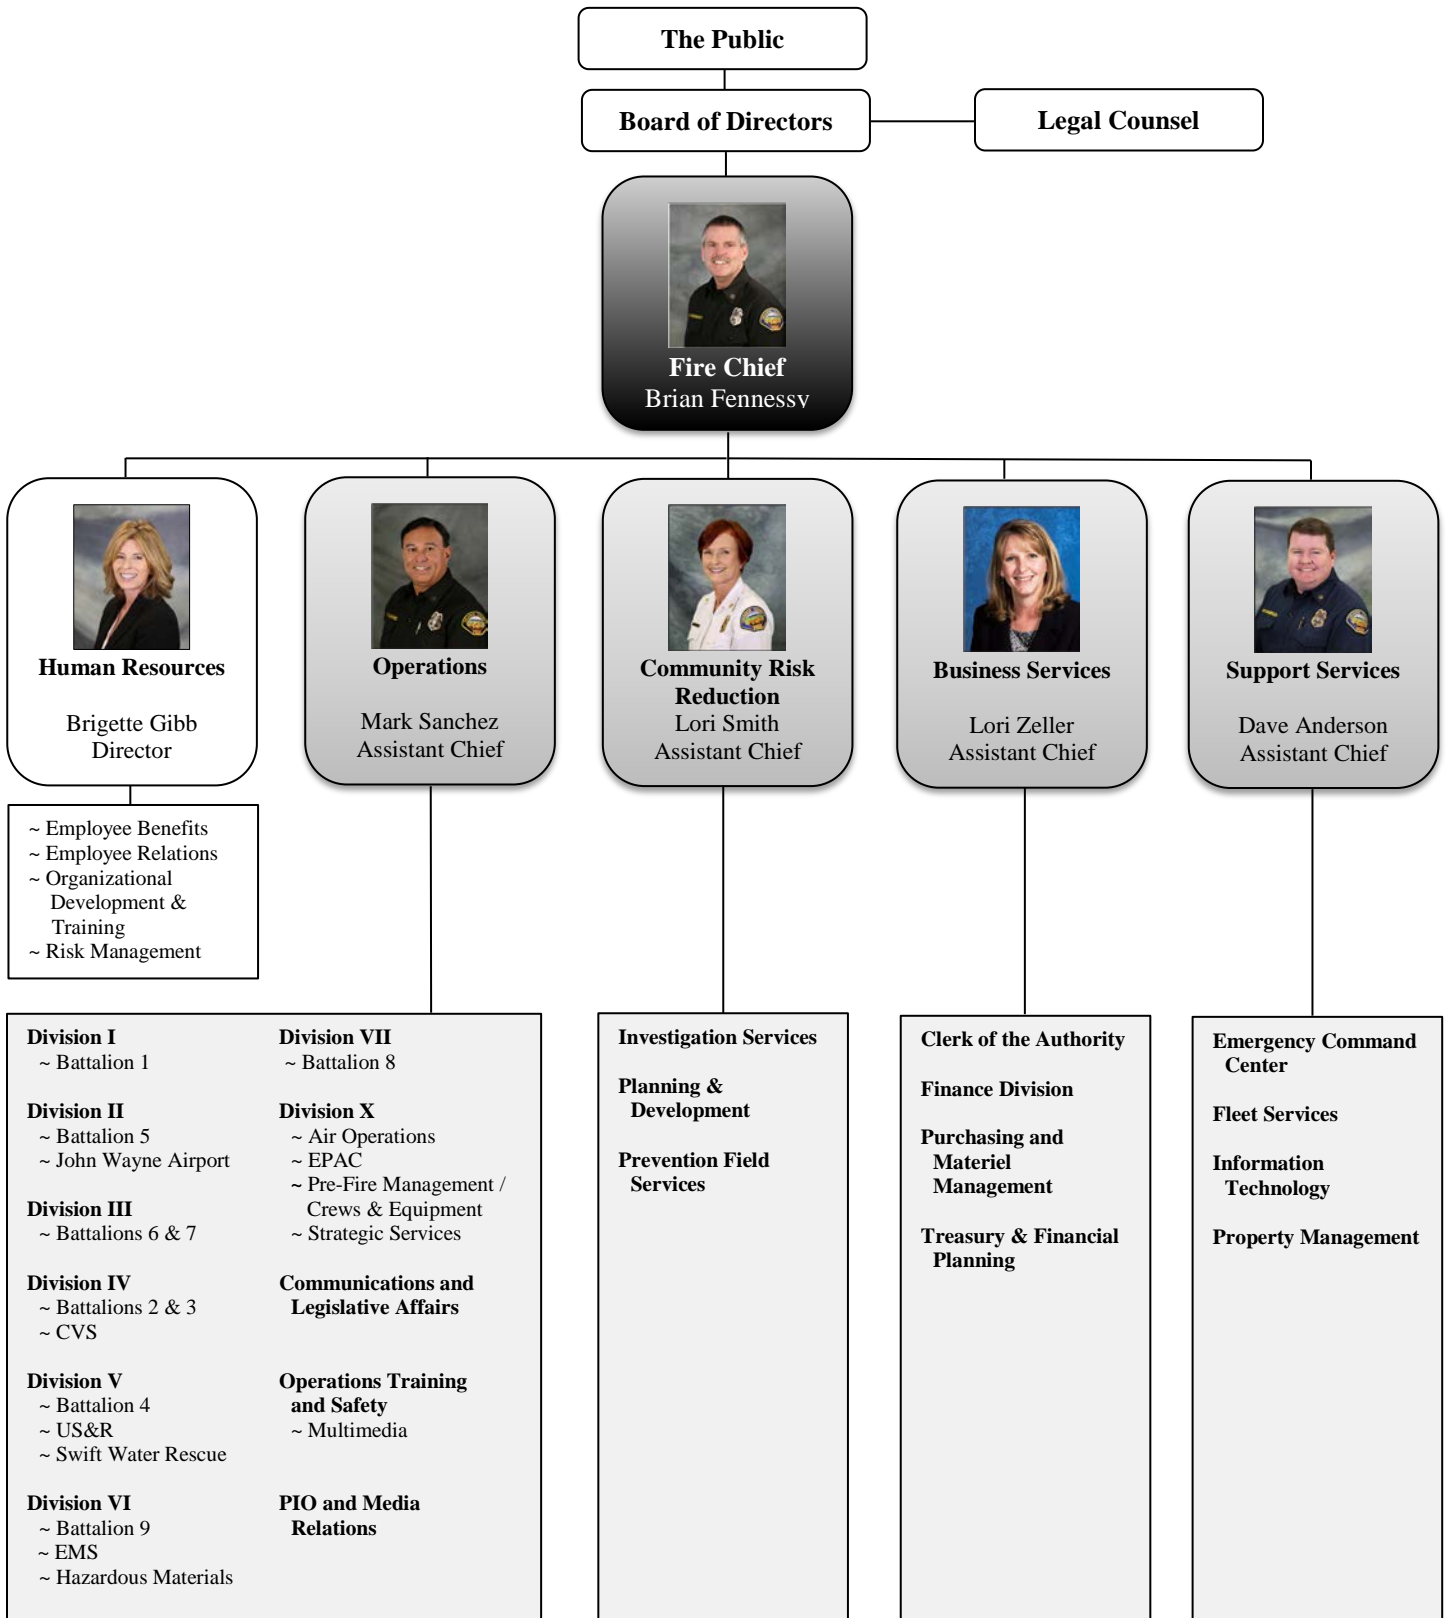 The Public
Board of Directors
Legal Counsel
Fire Chief
Brian Fennessy
Human Resources
Brigette Gibb
Director
Operations
Mark Sanchez
Assistant Chief
Community Risk
Reduction
Lori Smith
Assistant Chief
Business Services
Lori Zeller
Assistant Chief
Support Services
Dave Anderson
Assistant Chief
~ Employee Benefits
~ Employee Relations
~ Organizational
Development &
Training
~ Risk Management
Division I
~ Battalion 1
Division II
~ Battalion 5
~ John Wayne Airport
Division III
~ Battalions 6 & 7
Division IV
~ Battalions 2 & 3
~ CVS
Division V
~ Battalion 4
~ US&R
~ Swift Water Rescue
Division VI
~ Battalion 9
~ EMS
~ Hazardous Materials
Division VII
~ Battalion 8
Division X
~ Air Operations
~ EPAC
~ Pre-Fire Management /
Crews & Equipment
~ Strategic Services
Communications and
Legislative Affairs
Operations Training
and Safety
~ Multimedia
PIO and Media
Relations
Investigation Services
Planning &
Development
Prevention Field
Services
Clerk of the Authority
Finance Division
Purchasing and
Materiel
Management
Treasury & Financial
Planning
Emergency Command
Center
Fleet Services
Information
Technology
Property Management